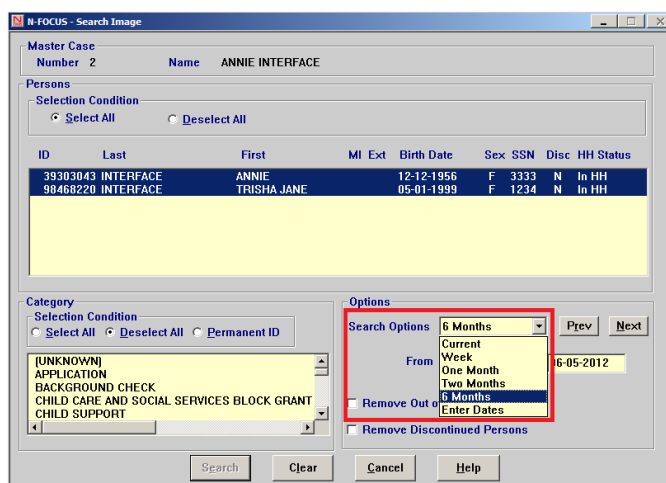 N-FOCUS - Search Image
Master Case
Number 2 Name ANNIE INTERFACE
Persons
Selection Condition
Select All Deselect All
ID Last First MI Ext Birth Date Sex SSN Disc HH Status
39303043 INTERFACE ANNIE 12-12-1956 F 3333 N In HH
98468220 INTERFACE TRISHA JANE 05-01-1999 F 1234 N In HH
Category
Selection Condition
Select All Deselect All Permanent ID
(UNKNOWN)
APPLICATION
BACKGROUND CHECK
CHILD CARE AND SOCIAL SERVICES BLOCK GRANT
CHILD SUPPORT
Options
Search Options 6 Months Prev Next
Current
Week
One Month
Two Months
6 Months
Enter Dates
From 06-05-2012
Remove Out o
Remove Discontinued Persons
Search Clear Cancel Help